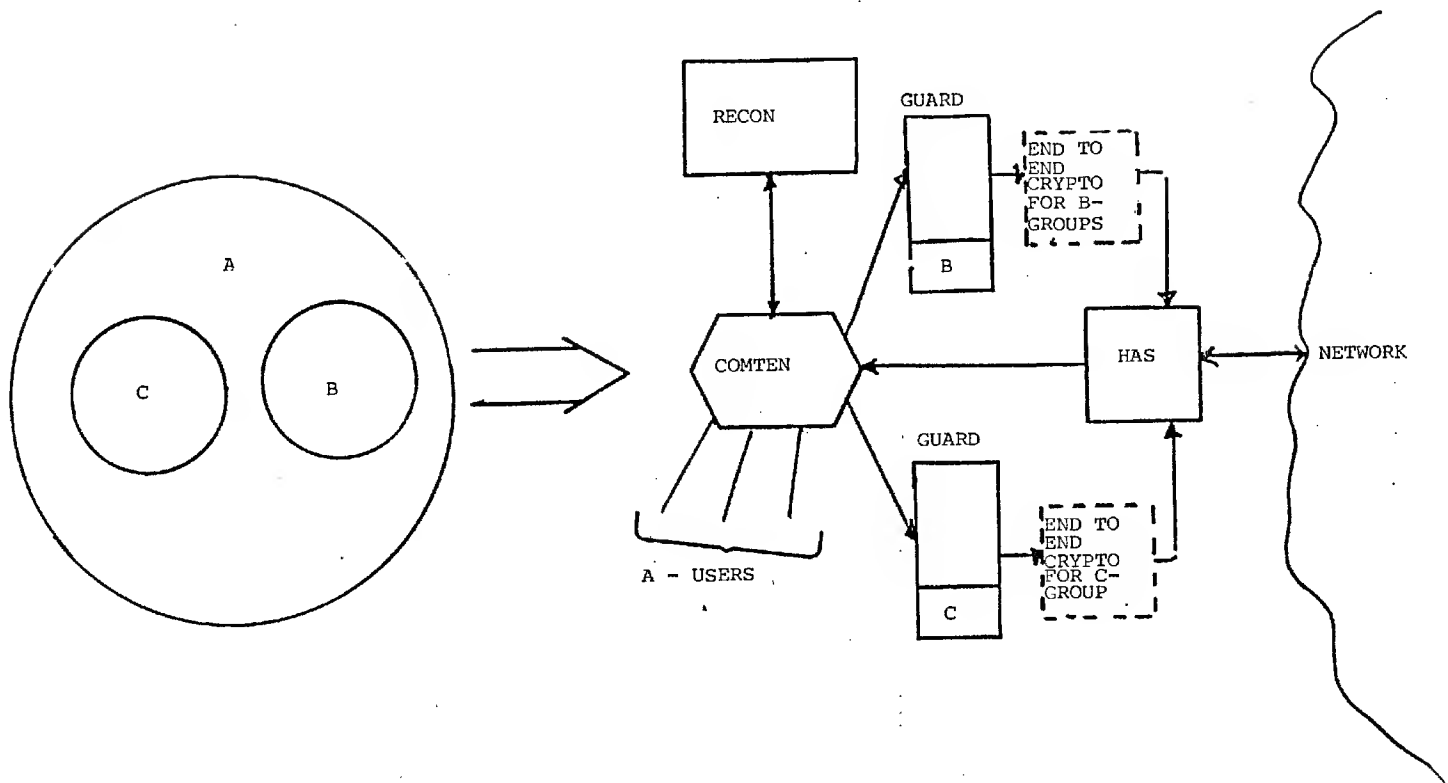 A
C
B
RECON
COMTEN
A - USERS
GUARD
B
END TO
END
CRYPTO
FOR B-
GROUPS
HAS
NETWORK
GUARD
C
END TO
END
CRYPTO
FOR C-
GROUP